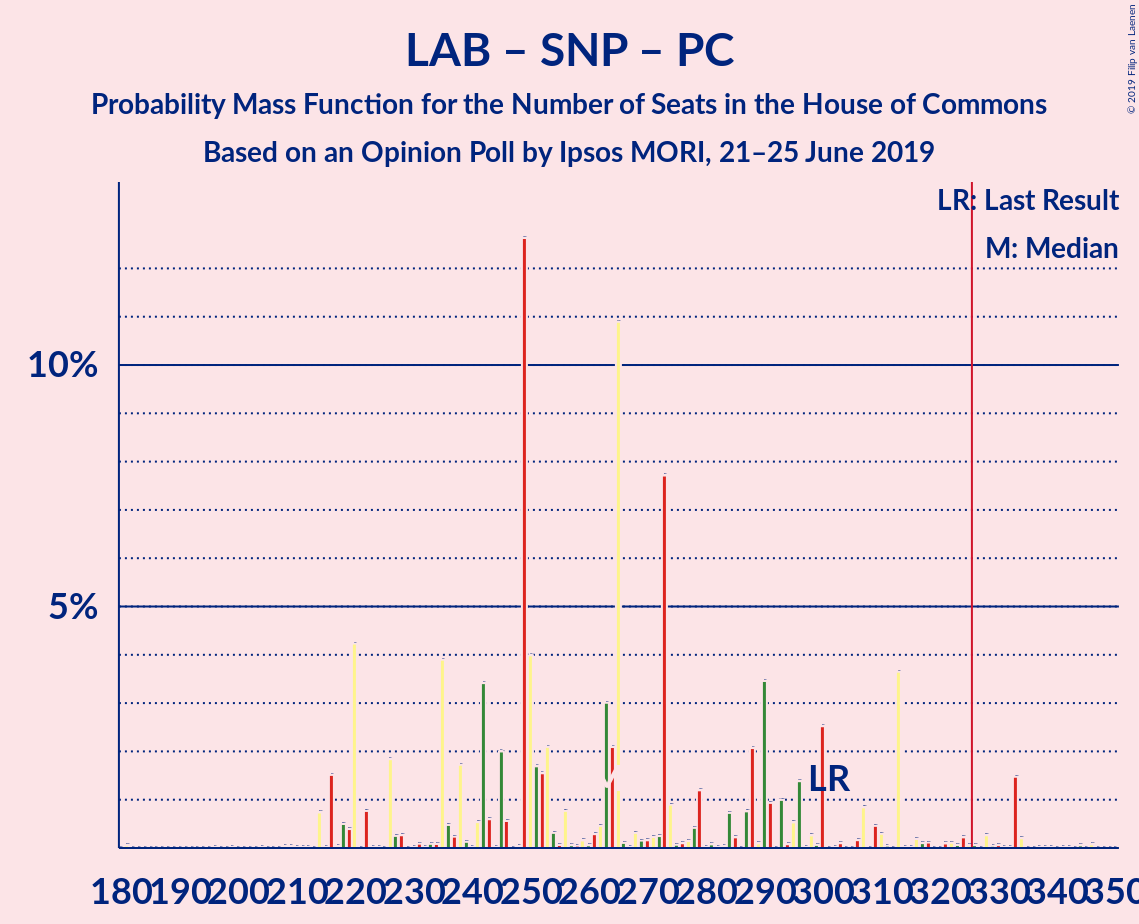 LAB – SNP – PC
Probability Mass Function for the Number of Seats in the House of Commons
Based on an Opinion Poll by Ipsos MORI, 21–25 June 2019
© 2019 Filip van Laenen
LR: Last Result
M: Median
10%
5%
LR
180 190 200 210 220 230 240 250 260 270 280 290 300 310 320 330 340 350